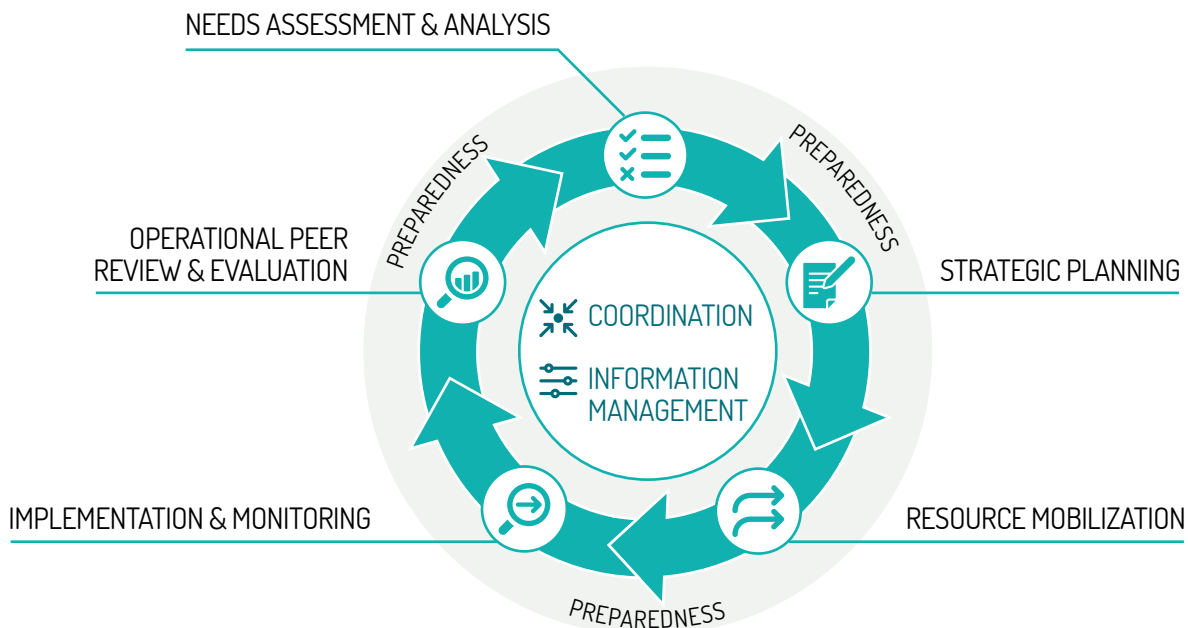 NEEDS ASSESSMENT & ANALYSIS
PREPAREDNESS
PREPAREDNESS
OPERATIONAL PEER
REVIEW & EVALUATION
STRATEGIC PLANNING
COORDINATION
INFORMATION
MANAGEMENT
IMPLEMENTATION & MONITORING
RESOURCE MOBILIZATION
PREPAREDNESS